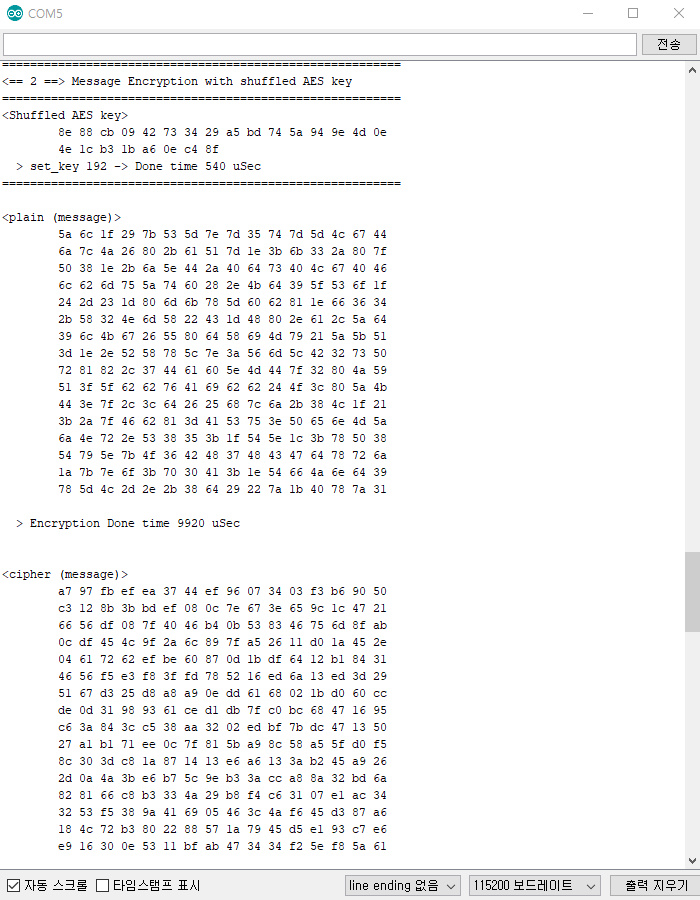 COM5
전송
=========================================================
<== 2 ==> Message Encryption with shuffled AES key
=========================================================
<Shuffled AES key>
8e 88 cb 09 42 73 34 29 a5 bd 74 5a 94 9e 4d 0e
4e 1c b3 1b a6 0e c4 8f
> set_key 192 -> Done time 540 uSec
=========================================================
<plain (message)>
5a 6c 1f 29 7b 53 5d 7e 7d 35 74 7d 5d 4c 67 44
6a 7c 4a 26 80 2b 61 51 7d 1e 3b 6b 33 2a 80 7f
50 38 1e 2b 6a 5e 44 2a 40 64 73 40 4c 67 40 46
6c 62 6d 75 5a 74 60 28 2e 4b 64 39 5f 53 6f 1f
24 2d 23 1d 80 6d 6b 78 5d 60 62 81 1e 66 36 34
2b 58 32 4e 6d 58 22 43 1d 48 80 2e 61 2c 5a 64
39 6c 4b 67 26 55 80 64 58 69 4d 79 21 5a 5b 51
3d 1e 2e 52 58 78 5c 7e 3a 56 6d 5c 42 32 73 50
72 81 82 2c 37 44 61 60 5e 4d 44 7f 32 80 4a 59
51 3f 5f 62 62 76 41 69 62 62 24 4f 3c 80 5a 4b
44 3e 7f 2c 3c 64 26 25 68 7c 6a 2b 38 4c 1f 21
3b 2a 7f 46 62 81 3d 41 53 75 3e 50 65 6e 4d 5a
6a 4e 72 2e 53 38 35 3b 1f 54 5e 1c 3b 78 50 38
54 79 5e 7b 4f 36 42 48 37 48 43 47 64 78 72 6a
1a 7b 7e 6f 3b 70 30 41 3b 1e 54 66 4a 6e 64 39
78 5d 4c 2d 2e 2b 38 64 29 22 7a 1b 40 78 7a 31
> Encryption Done time 9920 uSec
<cipher (message)>
a7 97 fb ef ea 37 44 ef 96 07 34 03 f3 b6 90 50
c3 12 8b 3b bd ef 08 0c 7e 67 3e 65 9c 1c 47 21
66 56 df 08 7f 40 46 b4 0b 53 83 46 75 6d 8f ab
0c df 45 4c 9f 2a 6c 89 7f a5 26 11 d0 1a 45 2e
04 61 72 62 ef be 60 87 0d 1b df 64 12 b1 84 31
46 56 f5 e3 f8 3f fd 78 52 16 ed 6a 13 ed 3d 29
51 67 d3 25 d8 a8 a9 0e dd 61 68 02 1b d0 60 cc
de 0d 31 98 93 61 ce d1 db 7f c0 bc 68 47 16 95
c6 3a 84 3c c5 38 aa 32 02 ed bf 7b dc 47 13 50
27 a1 b1 71 ee 0c 7f 81 5b a9 8c 58 a5 5f d0 f5
8c 30 3d c8 1a 87 14 13 e6 a6 13 3a b2 45 a9 26
2d 0a 4a 3b e6 b7 5c 9e b3 3a cc a8 8a 32 bd 6a
82 81 66 c8 b3 33 4a 29 b8 f4 c6 31 07 e1 ac 34
32 53 f5 38 9a 41 69 05 46 3c 4a f6 45 d3 87 a6
18 4c 72 b3 80 22 88 57 1a 79 45 d5 e1 93 c7 e6
e9 16 30 0e 53 11 bf ab 47 34 34 f2 5e f8 5a 61
자동 스크롤 타임스탬프 표시 line ending 없음 115200 보드레이트 출력 지우기